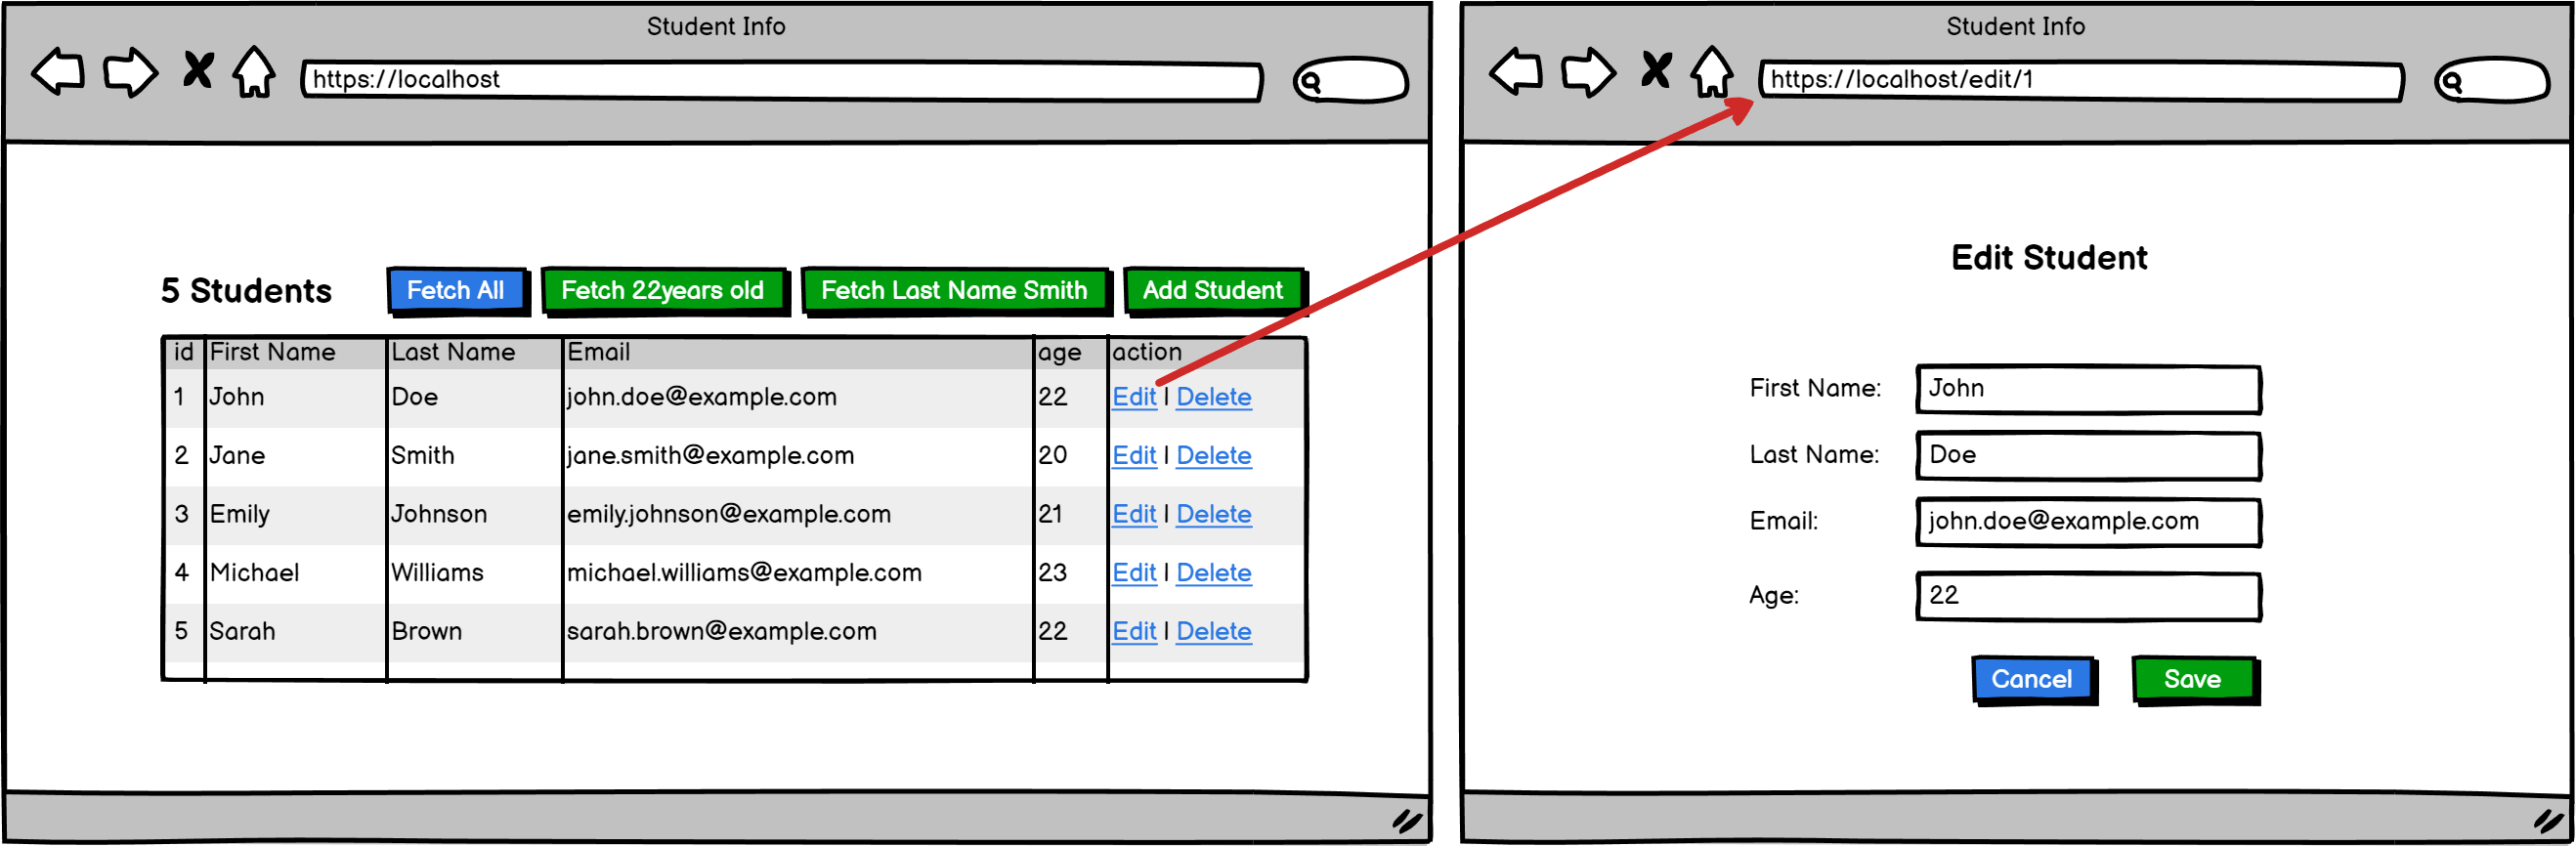 Student Info
https://localhost
5 Students Fetch All Fetch 22years old Fetch Last Name Smith Add Student
id First Name Last Name Email age action
1 John Doe john.doe@example.com 22 Edit | Delete
2 Jane Smith jane.smith@example.com 20 Edit | Delete
3 Emily Johnson emily.johnson@example.com 21 Edit | Delete
4 Michael Williams michael.williams@example.com 23 Edit | Delete
5 Sarah Brown sarah.brown@example.com 22 Edit | Delete
Student Info
https://localhost/edit/1
Edit Student
First Name: John
Last Name: Doe
Email: john.doe@example.com
Age: 22
Cancel Save